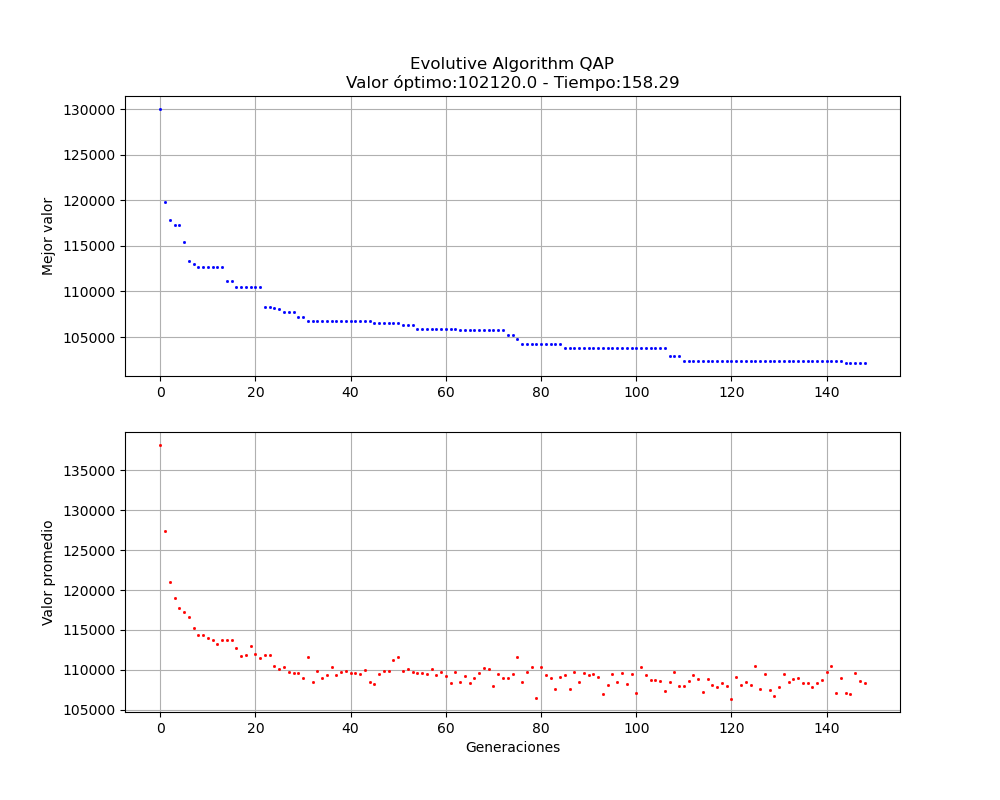 Evolutive Algorithm QAP
Valor óptimo:102120.0 - Tiempo:158.29
Mejor valor
130000
125000
120000
115000
110000
105000
0 20 40 60 80 100 120 140
Valor promedio
135000
130000
125000
120000
115000
110000
105000
0 20 40 60 80 100 120 140
Generaciones